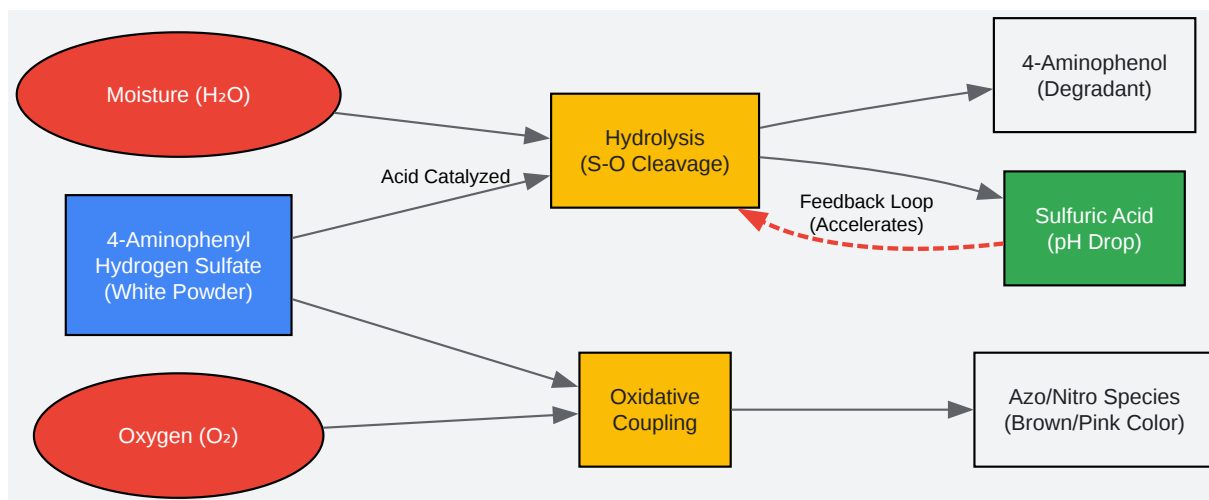 Moisture (H₂O)
4-Aminophenyl
Hydrogen Sulfate
(White Powder)
Oxygen (O₂)
Acid Catalyzed
Hydrolysis
(S-O Cleavage)
Feedback Loop
(Accelerates)
Oxidative
Coupling
4-Aminophenol
(Degradant)
Sulfuric Acid
(pH Drop)
Azo/Nitro Species
(Brown/Pink Color)